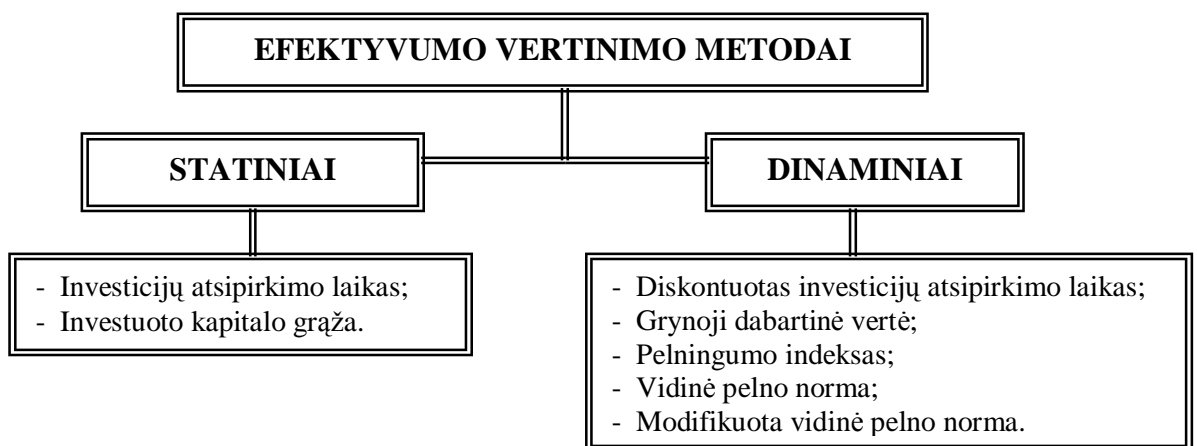 EFEKTYVUMO VERTINIMO METODAI
STATINIAI
DINAMINIAI
- Investicijų atsipirkimo laikas;
- Investuoto kapitalo grąža.
- Diskontuotas investicijų atsipirkimo laikas;
- Grynoji dabartinė vertė;
- Pelningumo indeksas;
- Vidinė pelno norma;
- Modifikuota vidinė pelno norma.